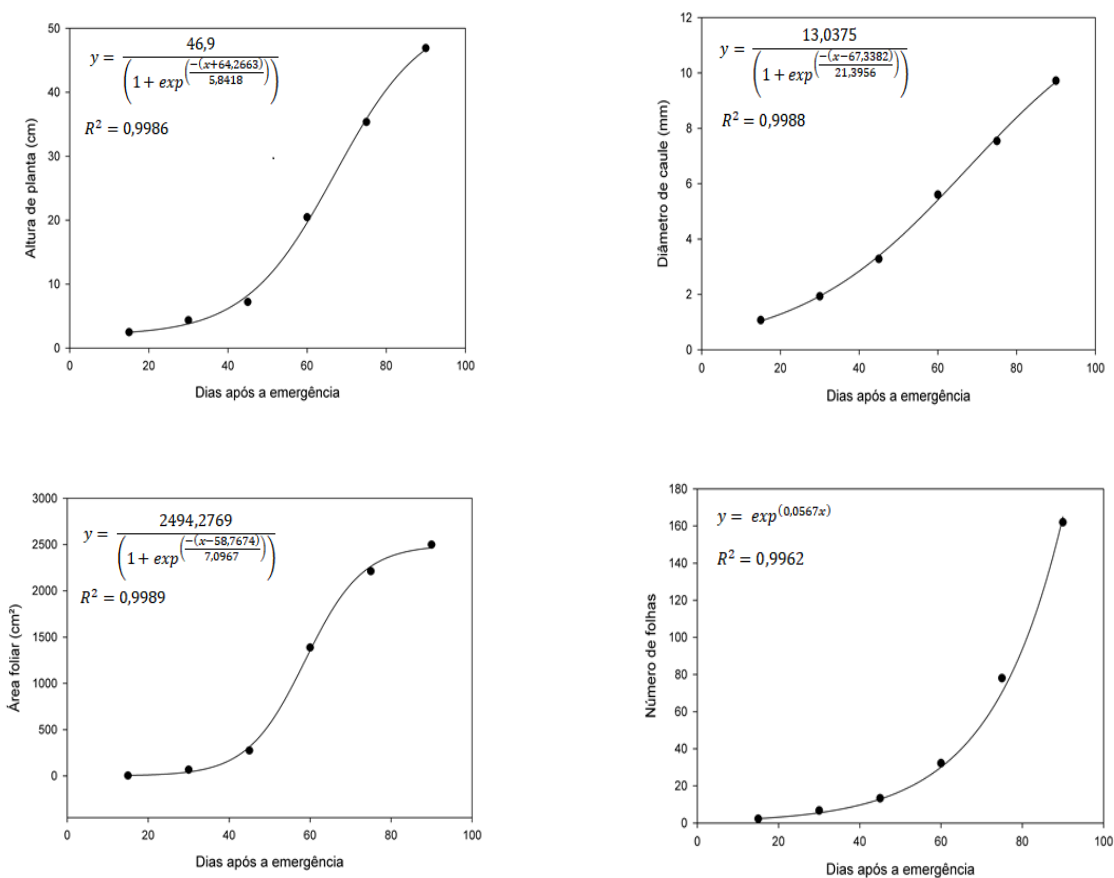 50
40
30
20
10
0
0 20 40 60 80 100
Altura de planta (cm)
Dias após a emergência
y = 46,9 / (1 + exp^(-(x+64,2663)/5,8418))
R² = 0,9986
12
10
8
6
4
2
0
0 20 40 60 80 100
Diâmetro de caule (mm)
Dias após a emergência
y = 13,0375 / (1 + exp^(-(x-67,3382)/21,3956))
R² = 0,9988
3000
2500
2000
1500
1000
500
0
0 20 40 60 80 100
Área foliar (cm²)
Dias após a emergência
y = 2494,2769 / (1 + exp^(-(x-58,7674)/7,0967))
R² = 0,9989
180
160
140
120
100
80
60
40
20
0
0 20 40 60 80 100
Número de folhas
Dias após a emergência
y = exp^(0,0567x)
R² = 0,9962